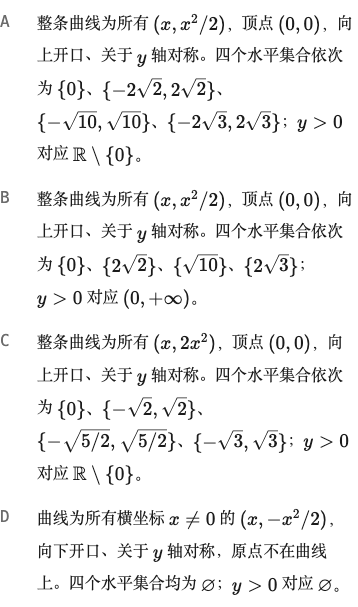 A 整条曲线为所有 (x, x²/2)，顶点 (0, 0)，向
上开口、关于 y 轴对称。四个水平集合依次
为 {0}、{−2√2, 2√2}、
{−√10, √10}、{−2√3, 2√3}；y > 0
对应 ℝ \ {0}。
B 整条曲线为所有 (x, x²/2)，顶点 (0, 0)，向
上开口、关于 y 轴对称。四个水平集合依次
为 {0}、{2√2}、{√10}、{2√3}；
y > 0 对应 (0, +∞)。
C 整条曲线为所有 (x, 2x²)，顶点 (0, 0)，向
上开口、关于 y 轴对称。四个水平集合依次
为 {0}、{−√2, √2}、
{−√5/2, √5/2}、{−√3, √3}；y > 0
对应 ℝ \ {0}。
D 曲线为所有横坐标 x ≠ 0 的 (x, −x²/2)，
向下开口、关于 y 轴对称，原点不在曲线
上。四个水平集合均为 ∅；y > 0 对应 ∅。